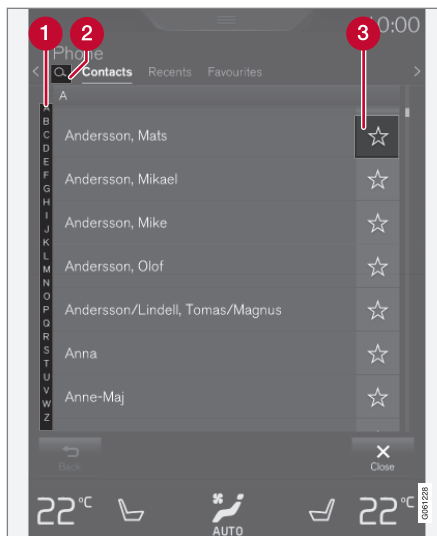 10:00
1
2
3
Phone
Contacts Recents Favourites
A
A
B
C
D
E
F
G
H
I
J
K
L
M
N
O
P
Q
R
S
T
U
V
W
Z
Andersson, Mats
Andersson, Mikael
Andersson, Mike
Andersson, Olof
Andersson/Lindell, Tomas/Magnus
Anna
Anne-Maj
Back
Close
22°C
AUTO
22°C
G061228